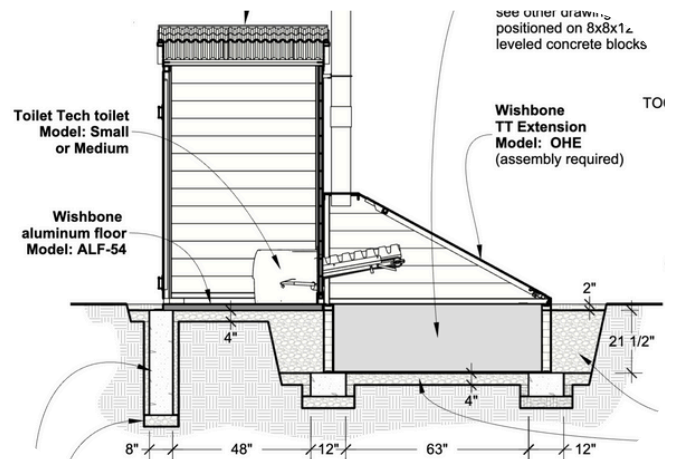 see other drawing
positioned on 8x8x12
leveled concrete blocks
Wishbone
TT Extension
Model: OHE
(assembly required)
Toilet Tech toilet
Model: Small
or Medium
Wishbone
aluminum floor
Model: ALF-54
2"
21 1/2"
4"
4"
8"
48"
12"
63"
12"